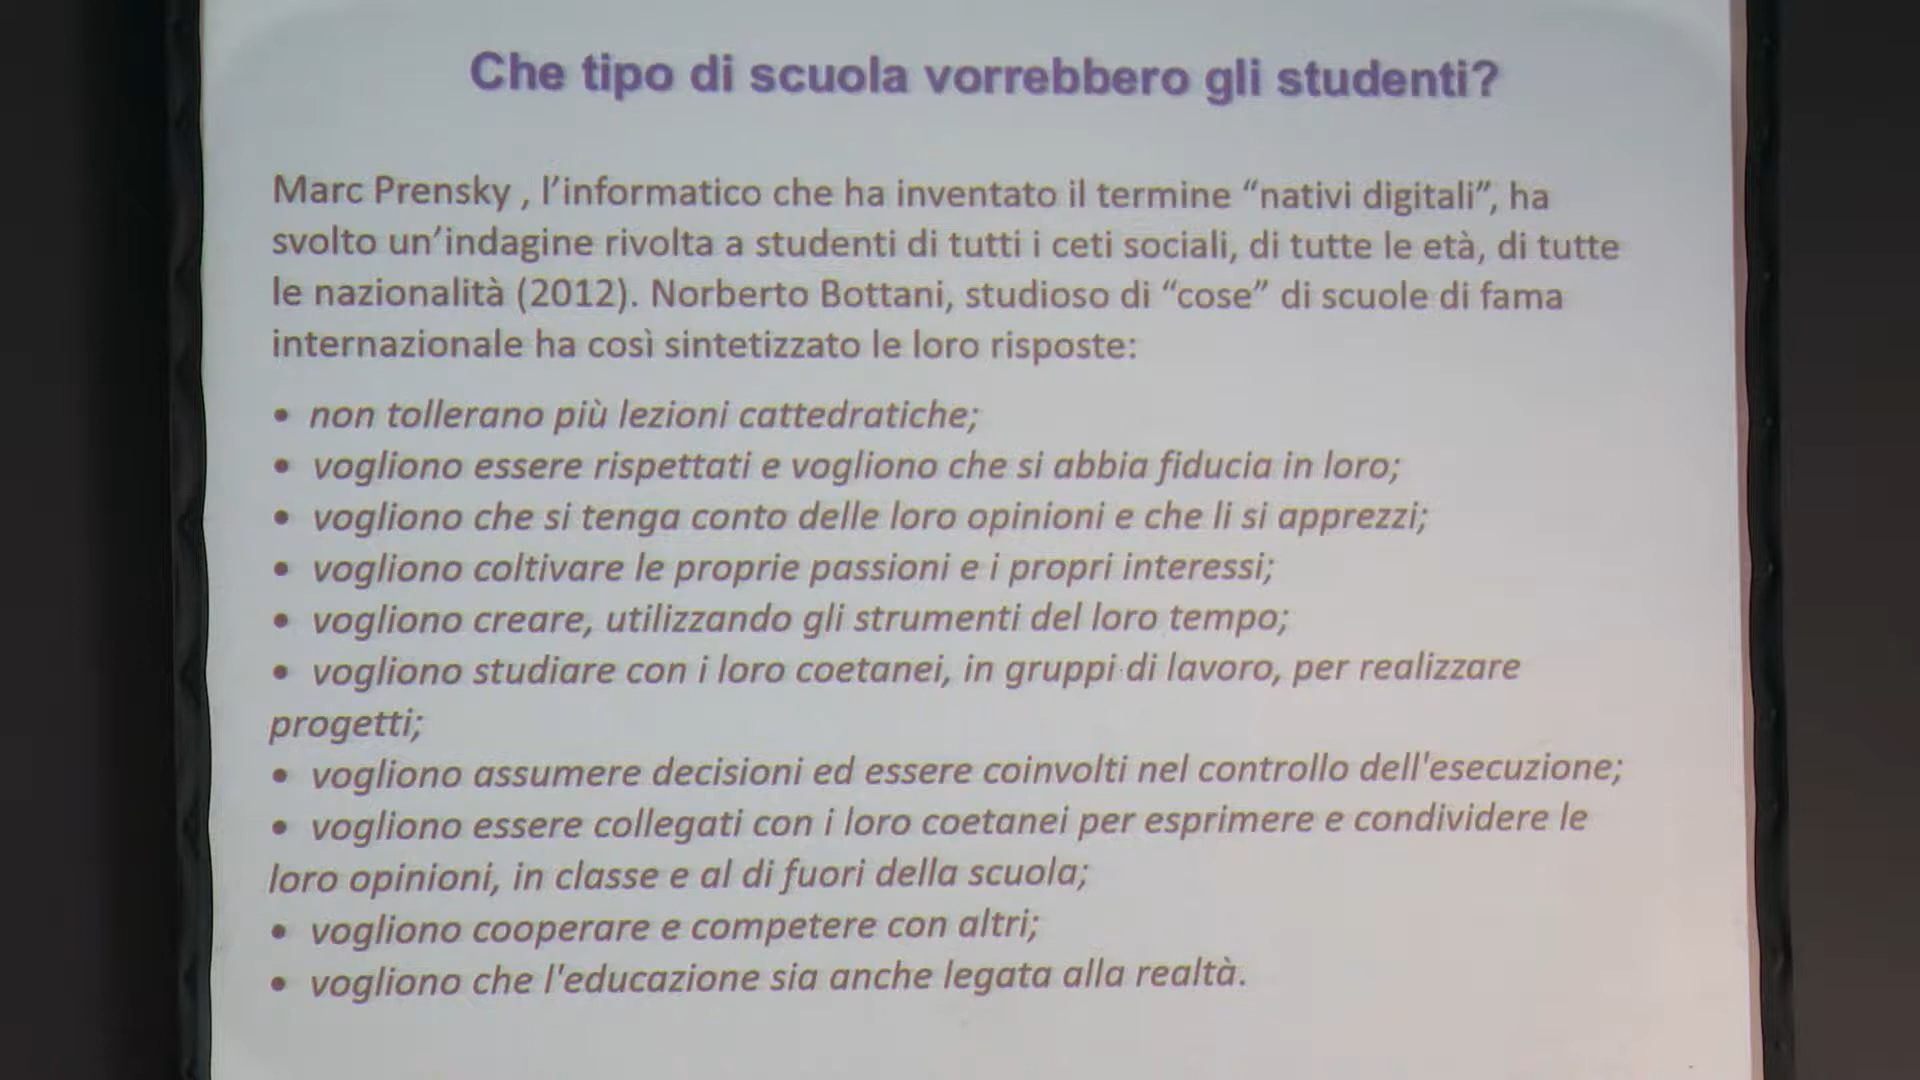 Che tipo di scuola vorrebbero gli studenti?
Marc Prensky , l’informatico che ha inventato il termine “nativi digitali”, ha
svolto un’indagine rivolta a studenti di tutti i ceti sociali, di tutte le età, di tutte
le nazionalità (2012). Norberto Bottani, studioso di “cose” di scuole di fama
internazionale ha così sintetizzato le loro risposte:
• non tollerano più lezioni cattedratiche;
• vogliono essere rispettati e vogliono che si abbia fiducia in loro;
• vogliono che si tenga conto delle loro opinioni e che li si apprezzi;
• vogliono coltivare le proprie passioni e i propri interessi;
• vogliono creare, utilizzando gli strumenti del loro tempo;
• vogliono studiare con i loro coetanei, in gruppi di lavoro, per realizzare
progetti;
• vogliono assumere decisioni ed essere coinvolti nel controllo dell'esecuzione;
• vogliono essere collegati con i loro coetanei per esprimere e condividere le
loro opinioni, in classe e al di fuori della scuola;
• vogliono cooperare e competere con altri;
• vogliono che l'educazione sia anche legata alla realtà.